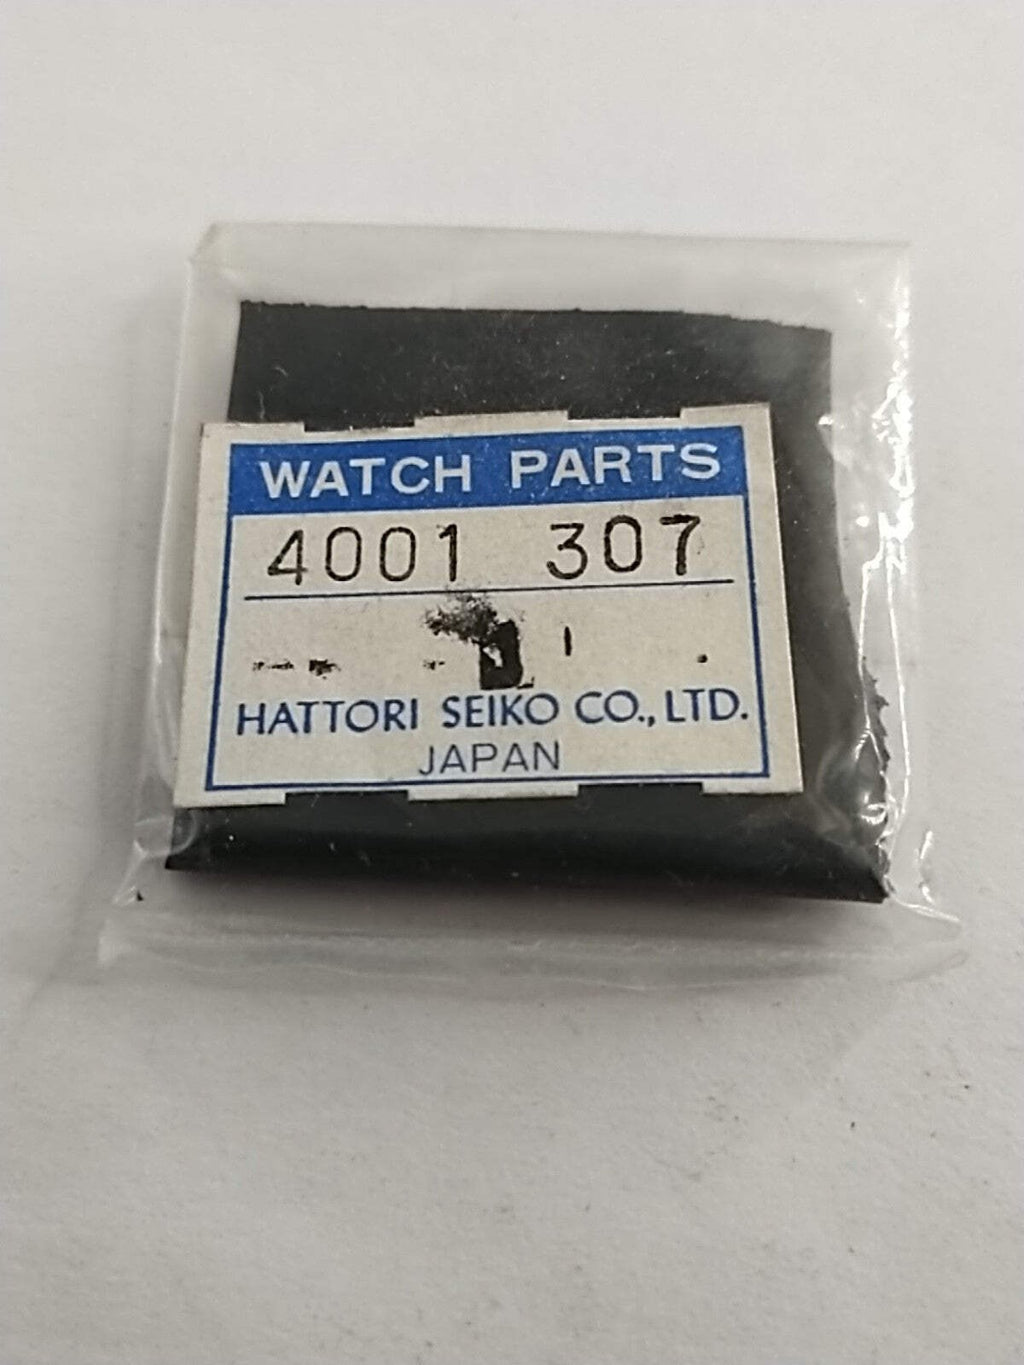 WATCH PARTS
4001 307
HATTORI SEIKO CO., LTD.
JAPAN